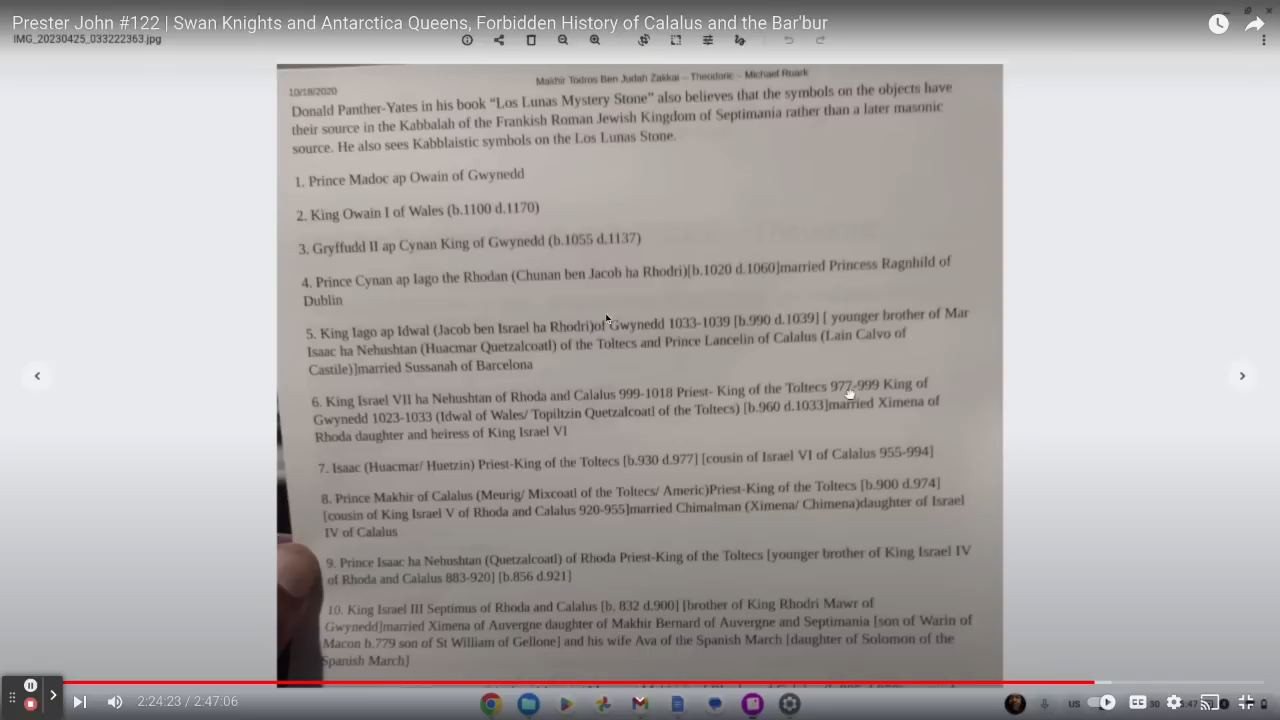 Prester John #122 | Swan Knights and Antarctica Queens, Forbidden History of Calalus and the Bar'bur
IMG_20230425_033222363.jpg
Makhir Todros Ben Judah Zakkai -- Theodoric -- Michael Ruark
10/18/2020
Donald Panther-Yates in his book “Los Lunas Mystery Stone” also believes that the symbols on the objects have
their source in the Kabbalah of the Frankish Roman Jewish Kingdom of Septimania rather than a later masonic
source. He also sees Kabblaistic symbols on the Los Lunas Stone.
1. Prince Madoc ap Owain of Gwynedd
2. King Owain I of Wales (b.1100 d.1170)
3. Gryffudd II ap Cynan King of Gwynedd (b.1055 d.1137)
4. Prince Cynan ap Iago the Rhodan (Chunan ben Jacob ha Rhodri)[b.1020 d.1060]married Princess Ragnhild of
Dublin
5. King Iago ap Idwal (Jacob ben Israel ha Rhodri)of Gwynedd 1033-1039 [b.990 d.1039] [ younger brother of Mar
Isaac ha Nehushtan (Huacmar Quetzalcoatl) of the Toltecs and Prince Lancelin of Calalus (Lain Calvo of
Castile)]married Sussanah of Barcelona
6. King Israel VII ha Nehushtan of Rhoda and Calalus 999-1018 Priest- King of the Toltecs 977-999 King of
Gwynedd 1023-1033 (Idwal of Wales/ Topiltzin Quetzalcoatl of the Toltecs) [b.960 d.1033]married Ximena of
Rhoda daughter and heiress of King Israel VI
7. Isaac (Huacmar/ Huetzin) Priest-King of the Toltecs [b.930 d.977] [cousin of Israel VI of Calalus 955-994]
8. Prince Makhir of Calalus (Meurig/ Mixcoatl of the Toltecs/ Americ)Priest-King of the Toltecs [b.900 d.974]
[cousin of King Israel V of Rhoda and Calalus 920-955]married Chimalman (Ximena/ Chimena)daughter of Israel
IV of Calalus
9. Prince Isaac ha Nehushtan (Quetzalcoatl) of Rhoda Priest-King of the Toltecs [younger brother of King Israel IV
of Rhoda and Calalus 883-920] [b.856 d.921]
10. King Israel III Septimus of Rhoda and Calalus [b. 832 d.900] [brother of King Rhodri Mawr of
Gwynedd]married Ximena of Auvergne daughter of Makhir Bernard of Auvergne and Septimania [son of Warin of
Macon b.779 son of St William of Gellone] and his wife Ava of the Spanish March [daughter of Solomon of the
Spanish March]
2:24:23 / 2:47:06
US
CC
30
5:47